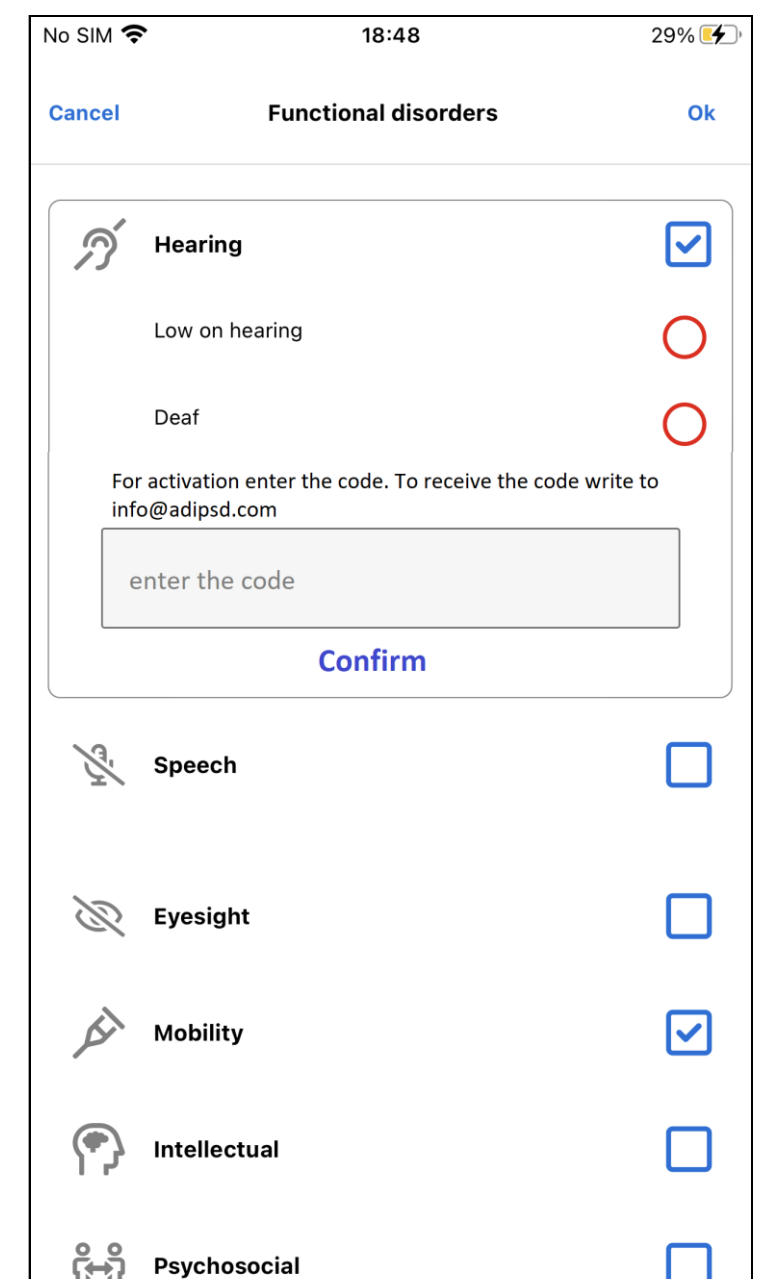 No SIM 18:48 29%
Cancel Functional disorders Ok
Hearing
Low on hearing
Deaf
For activation enter the code. To receive the code write to
info@adipsd.com
enter the code
Confirm
Speech
Eyesight
Mobility
Intellectual
Psychosocial